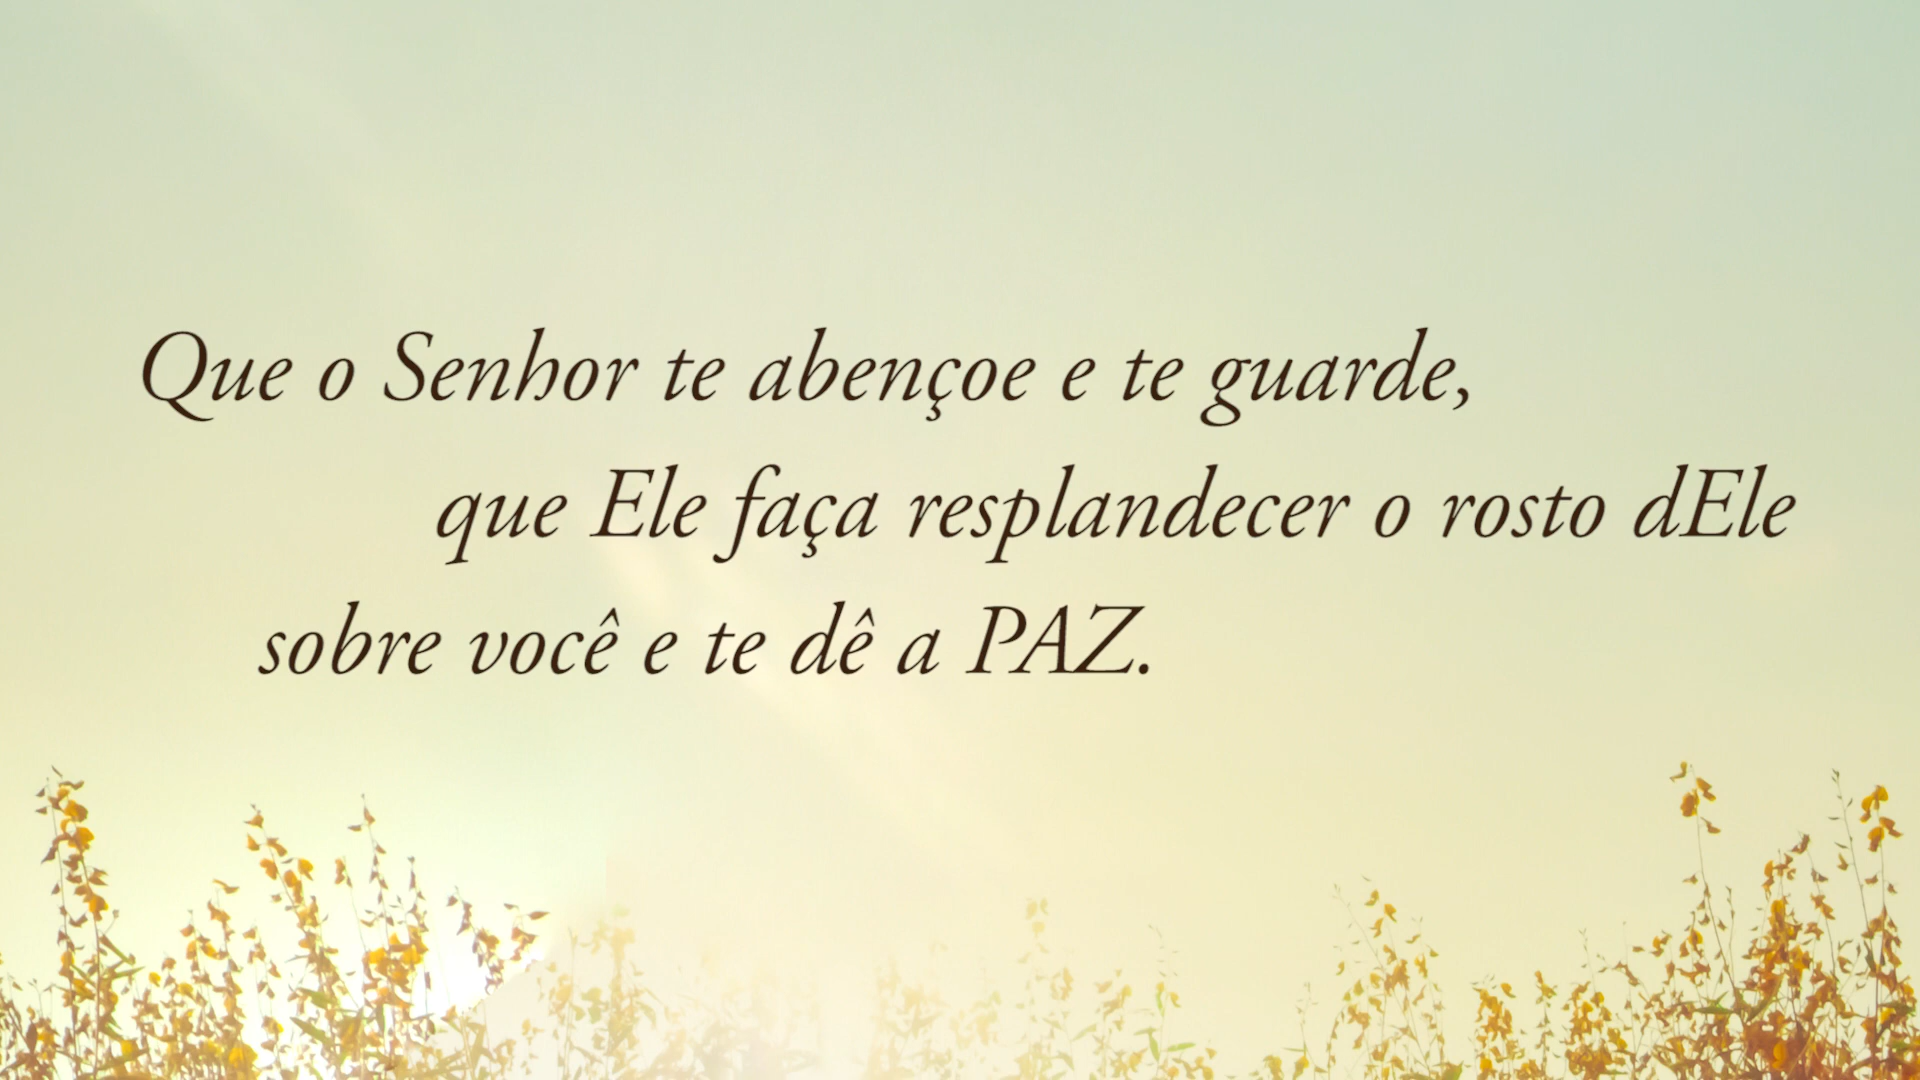 Que o Senhor te abençoe e te guarde,
que Ele faça resplandecer o rosto dEle
sobre você e te dê a PAZ.